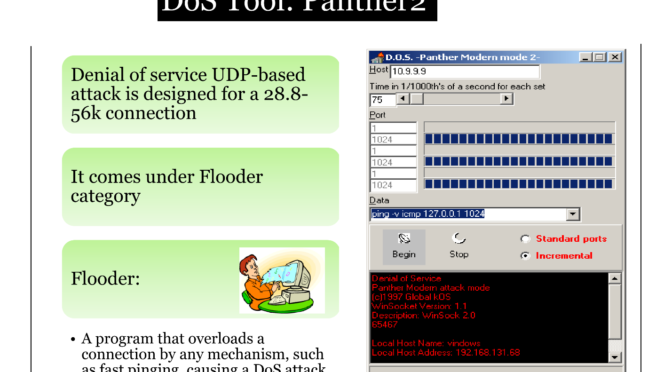 DoS Tool: Panther2
Denial of service UDP-based
attack is designed for a 28.8-
56k connection
It comes under Flooder
category
Flooder:
• A program that overloads a
connection by any mechanism, such
as fast pinging, causing a DoS attack
D.O.S. -Panther Modern mode 2-
Host 10.9.9.9
Time in 1/1000th's of a second for each set
75
Port
1
1024
1
1024
1
1024
Data
ping -v icmp 127.0.0.1 1024
Begin Stop
Standard ports
Incremental
Denial of Service
Panther Modern attack mode
(c)1997 Global kOS
WinSocket Version: 1.1
Description: WinSock 2.0
65467
Local Host Name: vindows
Local Host Address: 192.168.131.68